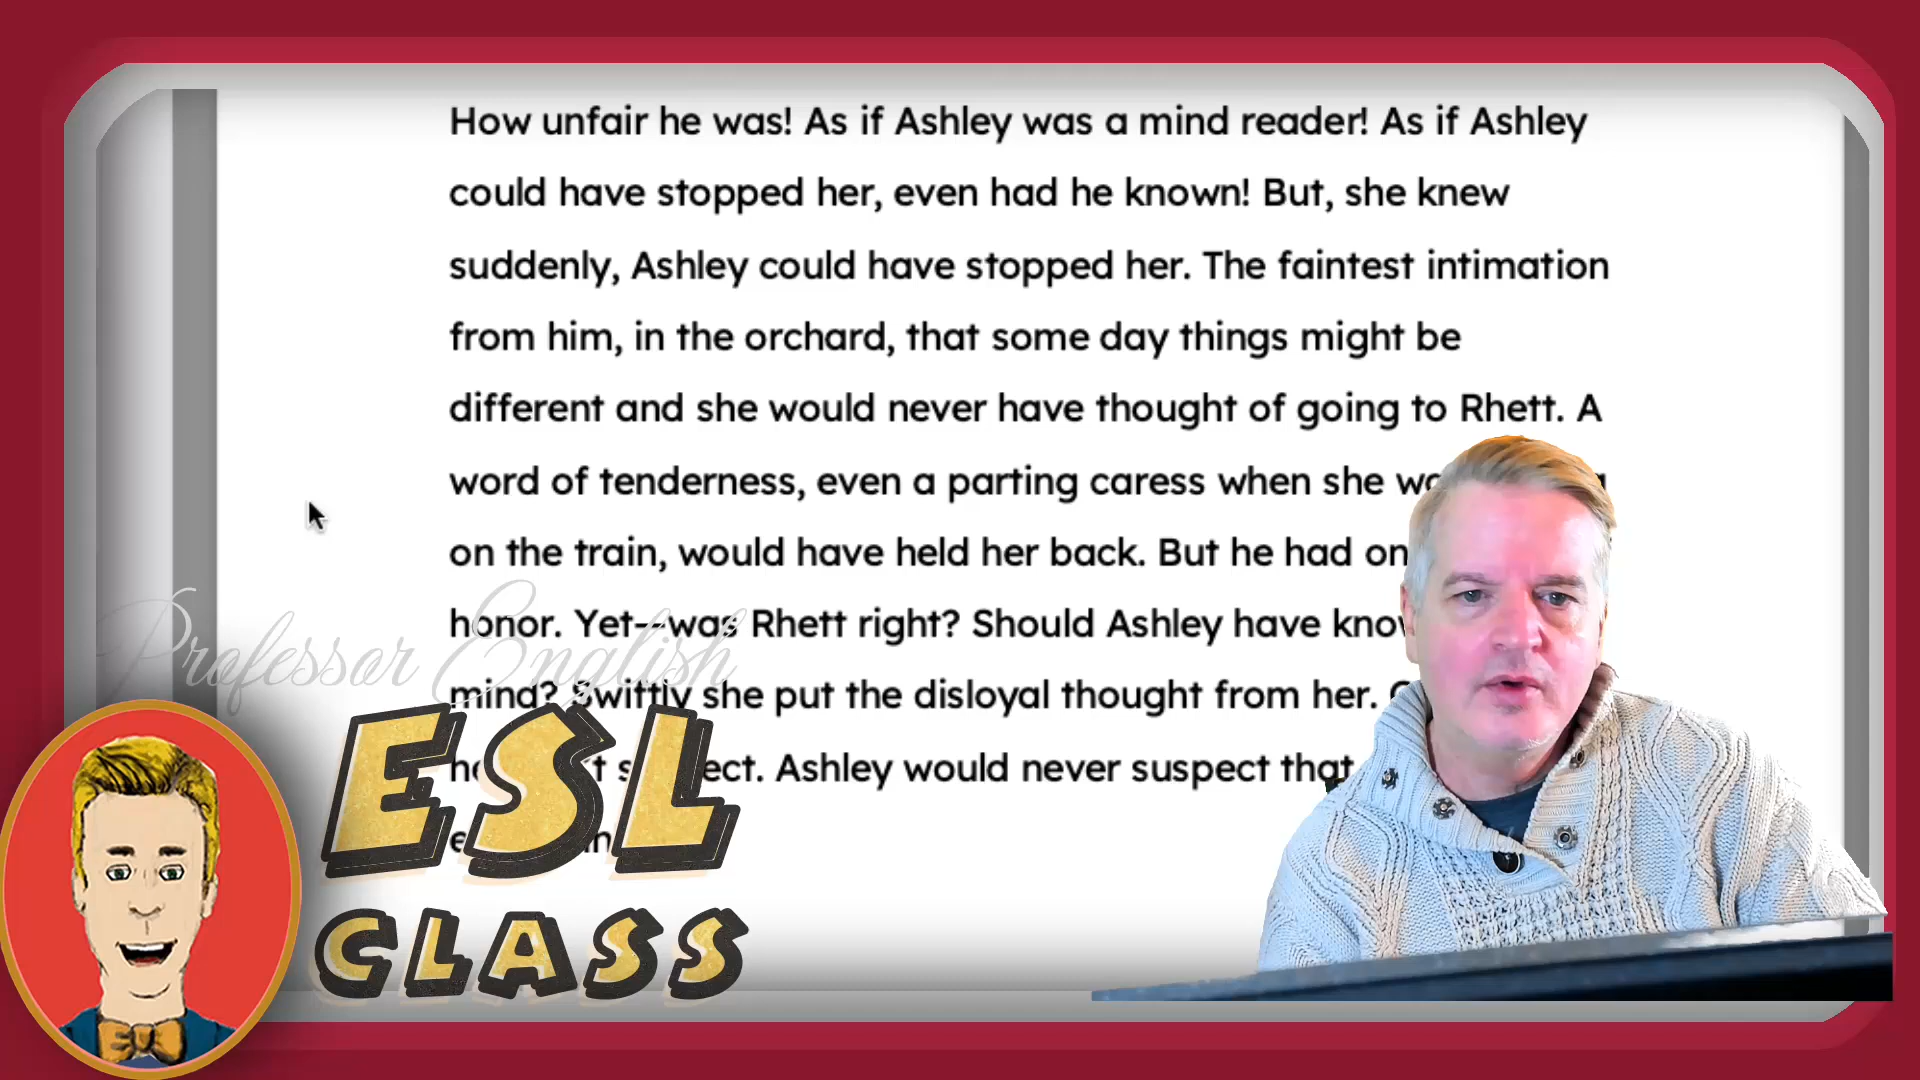 How unfair he was! As if Ashley was a mind reader! As if Ashley
could have stopped her, even had he known! But, she knew
suddenly, Ashley could have stopped her. The faintest intimation
from him, in the orchard, that some day things might be
different and she would never have thought of going to Rhett. A
word of tenderness, even a parting caress when she
on the train, would have held her back. But he had
honor. Yet--was Rhett right? Should Ashley have
mind? Swiftly she put the disloyal thought from her.
Ashley would never suspect that
Professor English
ESL
CLASS